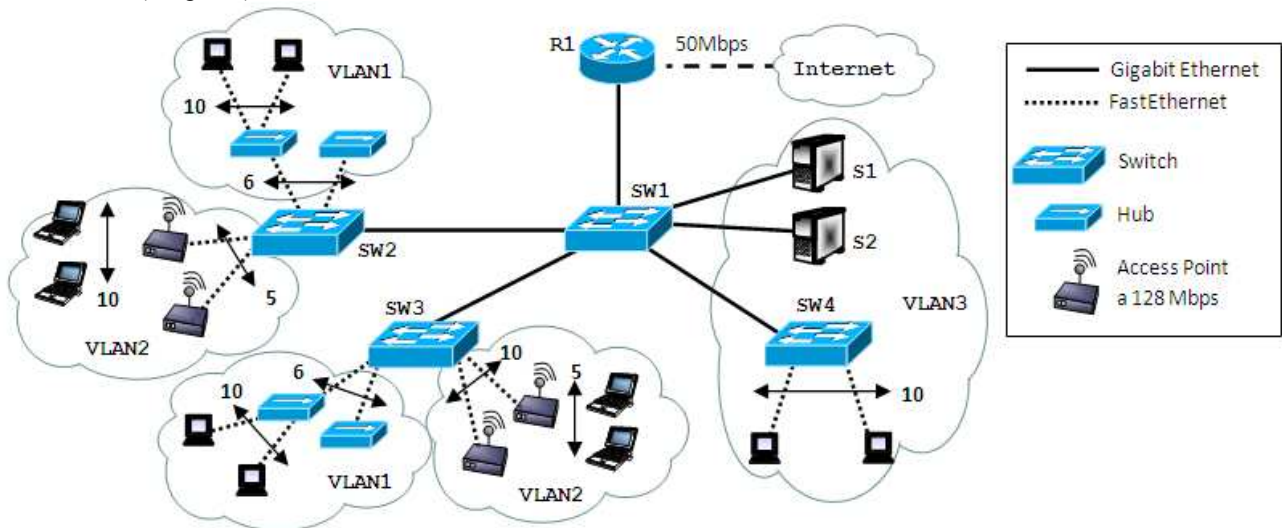 VLAN1
10
6
R1
50Mbps
Internet
Gigabit Ethernet
FastEthernet
Switch
Hub
Access Point
a 128 Mbps
S1
SW1
S2
SW2
10
5
VLAN2
SW3
10
6
10
5
VLAN1
VLAN2
SW4
VLAN3
10